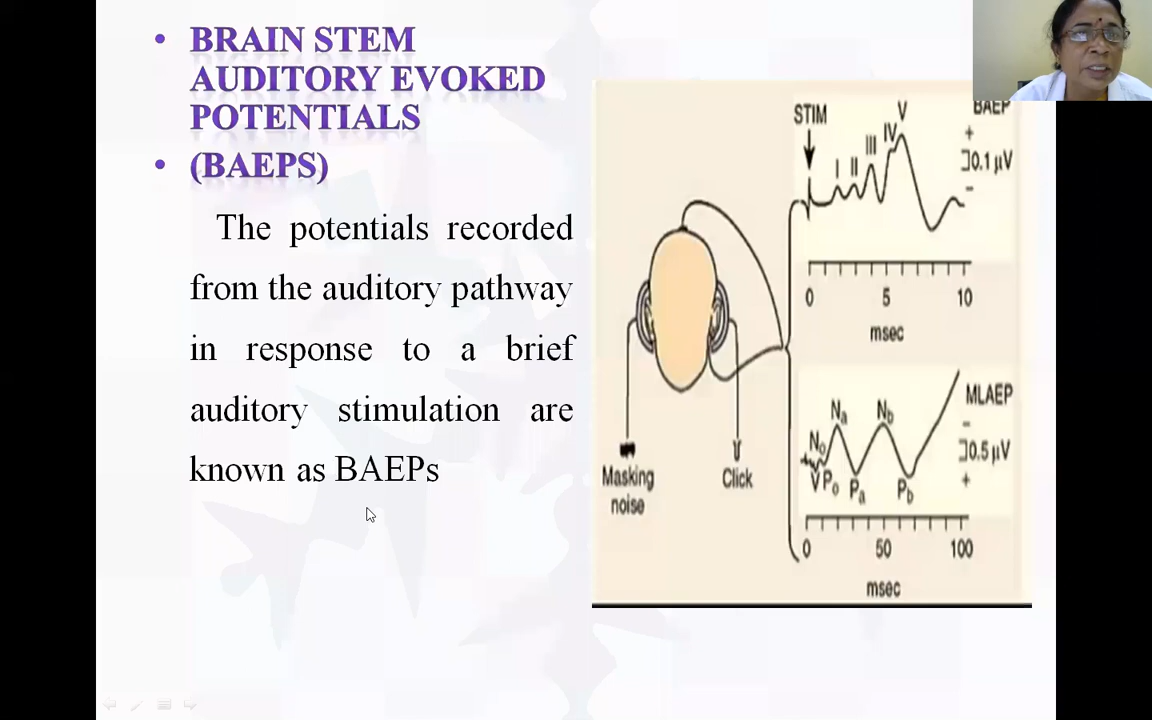 • BRAIN STEM
AUDITORY EVOKED
POTENTIALS
• (BAEPS)
The potentials recorded
from the auditory pathway
in response to a brief
auditory stimulation are
known as BAEPs
STIM
I II III IV V
BAEP
+
0.1 µV
-
0 5 10
msec
MLAEP
-
0.5 µV
+
No Na Nb
V Po Pa Pb
0 50 100
msec
Masking
noise
Click